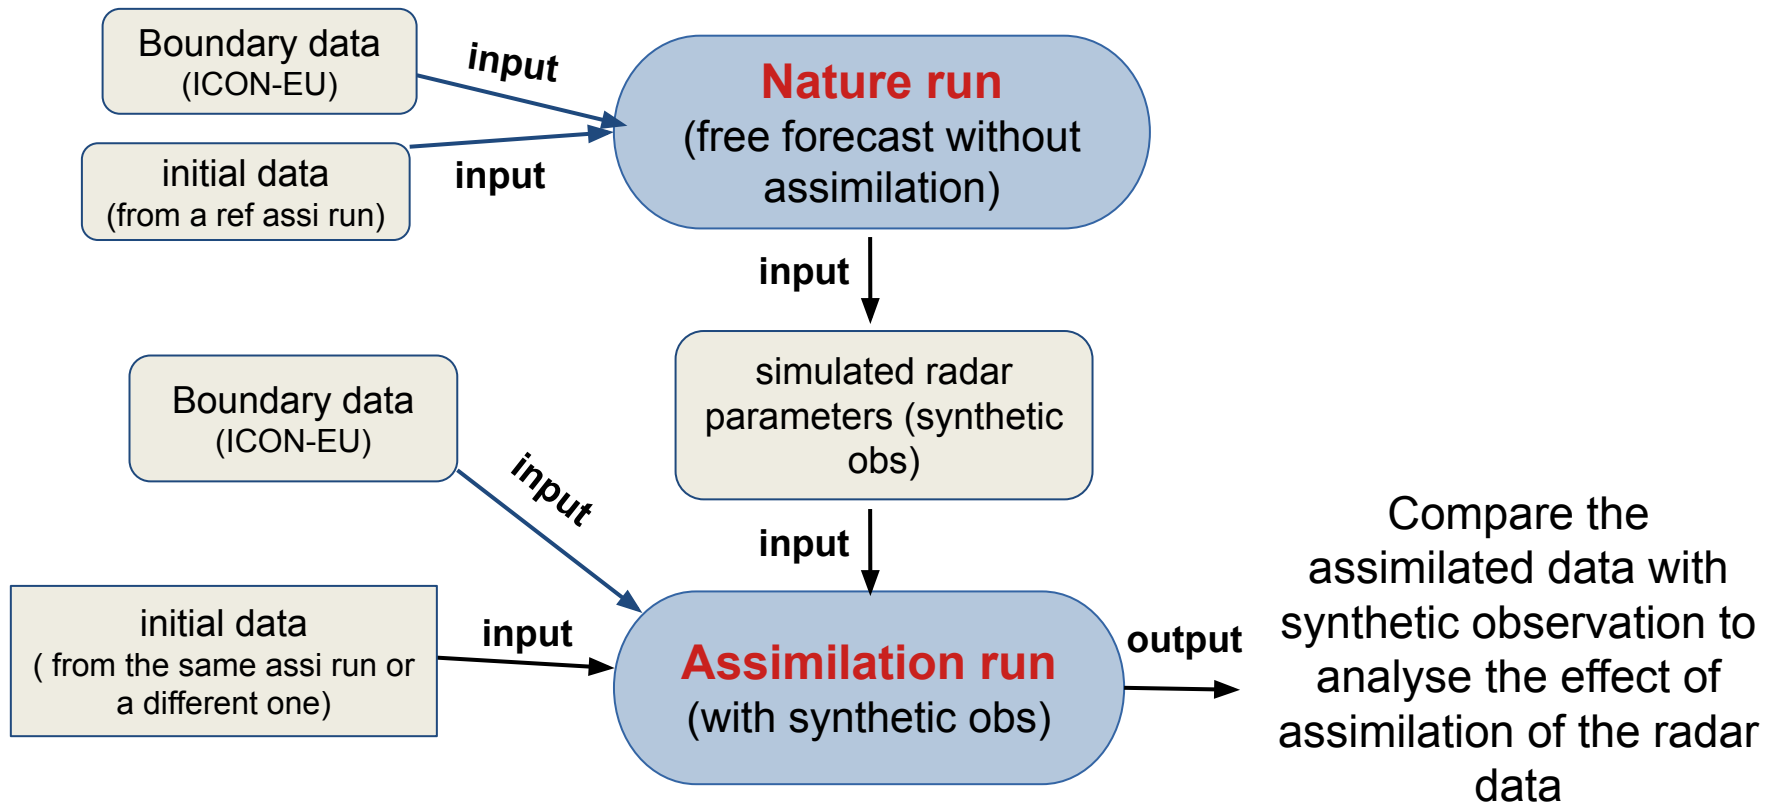 Boundary data
(ICON-EU)
input
Nature run
(free forecast without
assimilation)
initial data
(from a ref assi run)
input
input
simulated radar
parameters (synthetic
obs)
Boundary data
(ICON-EU)
input
input
initial data
( from the same assi run or
a different one)
input
Assimilation run
(with synthetic obs)
output
Compare the
assimilated data with
synthetic observation to
analyse the effect of
assimilation of the radar
data